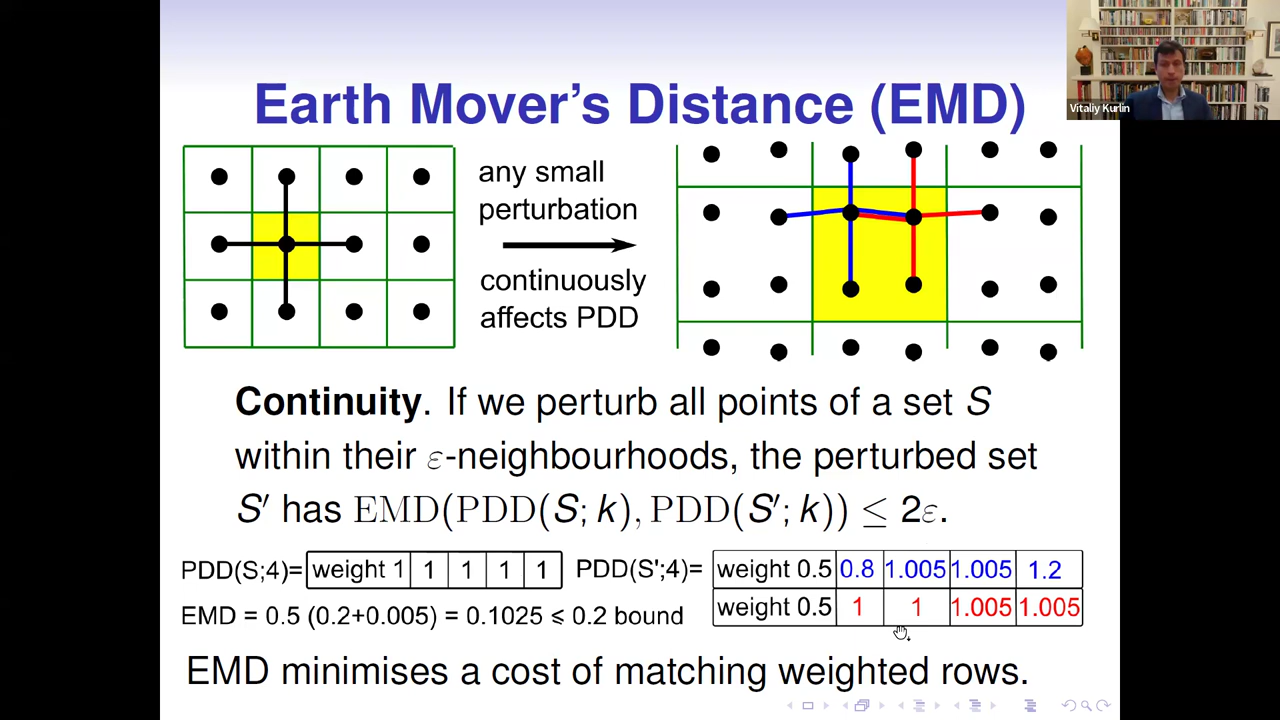 Earth Mover's Distance (EMD)
Vitaliy Kurlin
any small
perturbation
continuously
affects PDD
Continuity. If we perturb all points of a set S
within their ε-neighbourhoods, the perturbed set
S′ has EMD(PDD(S; k), PDD(S′; k)) ≤ 2ε.
PDD(S;4)= weight 1 1 1 1 1
PDD(S';4)= weight 0.5 0.8 1.005 1.005 1.2
weight 0.5 1 1 1.005 1.005
EMD = 0.5 (0.2+0.005) = 0.1025 ⩽ 0.2 bound
EMD minimises a cost of matching weighted rows.